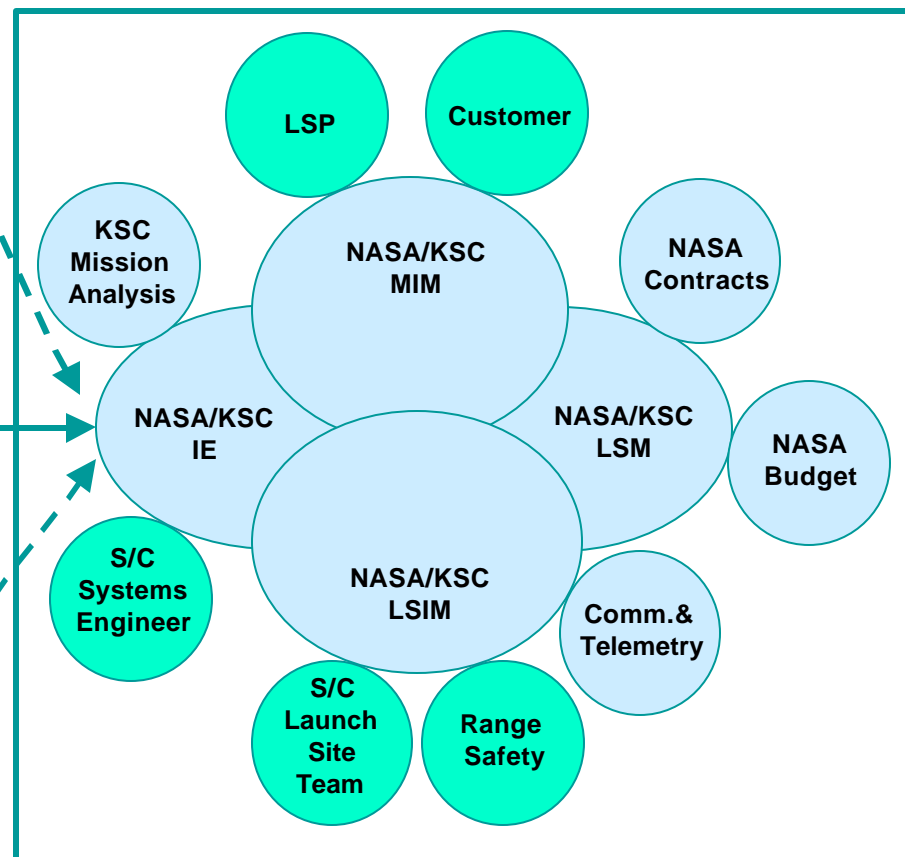 LSP
Customer
KSC
Mission
Analysis
NASA/KSC
MIM
NASA
Contracts
NASA/KSC
IE
NASA/KSC
LSM
NASA
Budget
S/C
Systems
Engineer
NASA/KSC
LSIM
Comm.&
Telemetry
S/C
Launch
Site
Team
Range
Safety